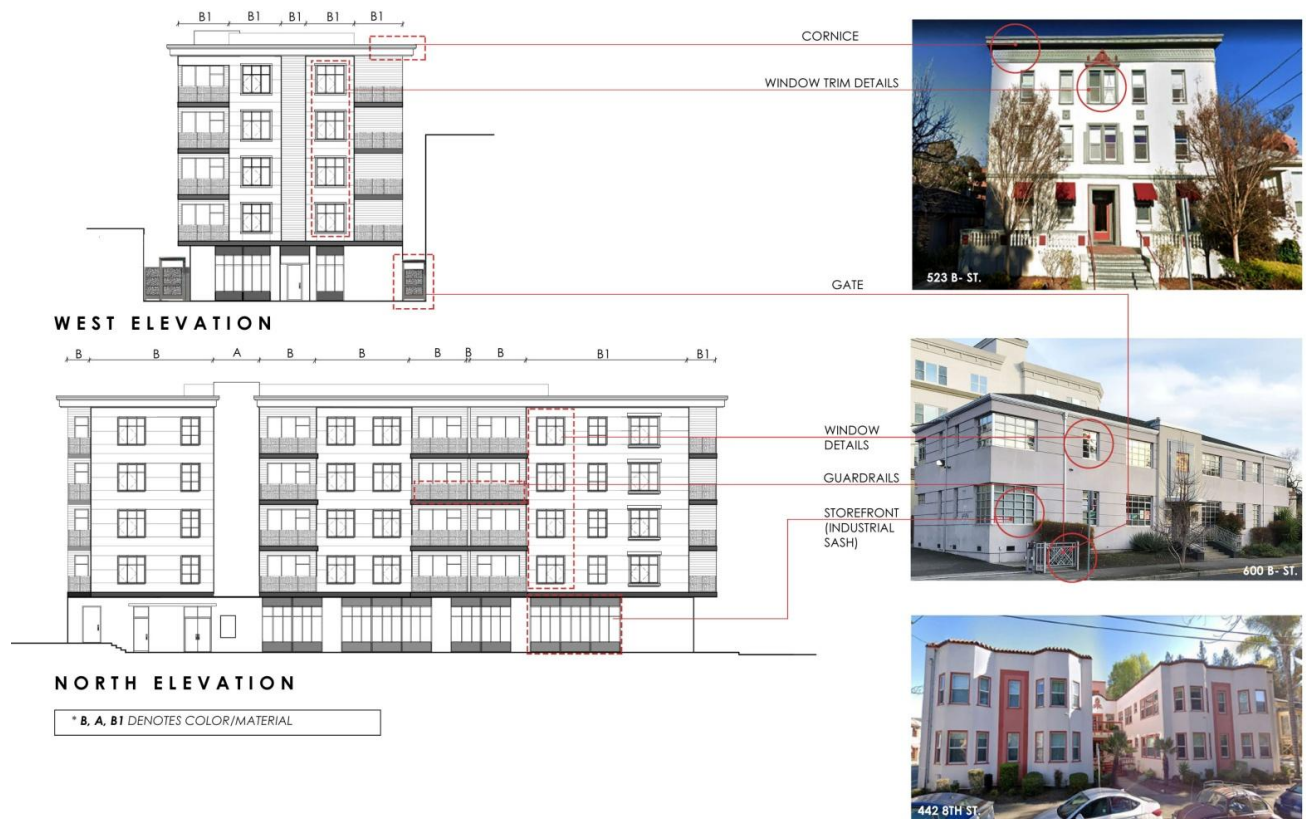 B1 B1 B1 B1 B1
CORNICE
WINDOW TRIM DETAILS
523 B- ST.
GATE
WEST ELEVATION
B B A B B B B B B1 B1
WINDOW
DETAILS
GUARDRAILS
STOREFRONT
(INDUSTRIAL
SASH)
600 B- ST.
NORTH ELEVATION
* B, A, B1 DENOTES COLOR/MATERIAL
442 8TH ST.